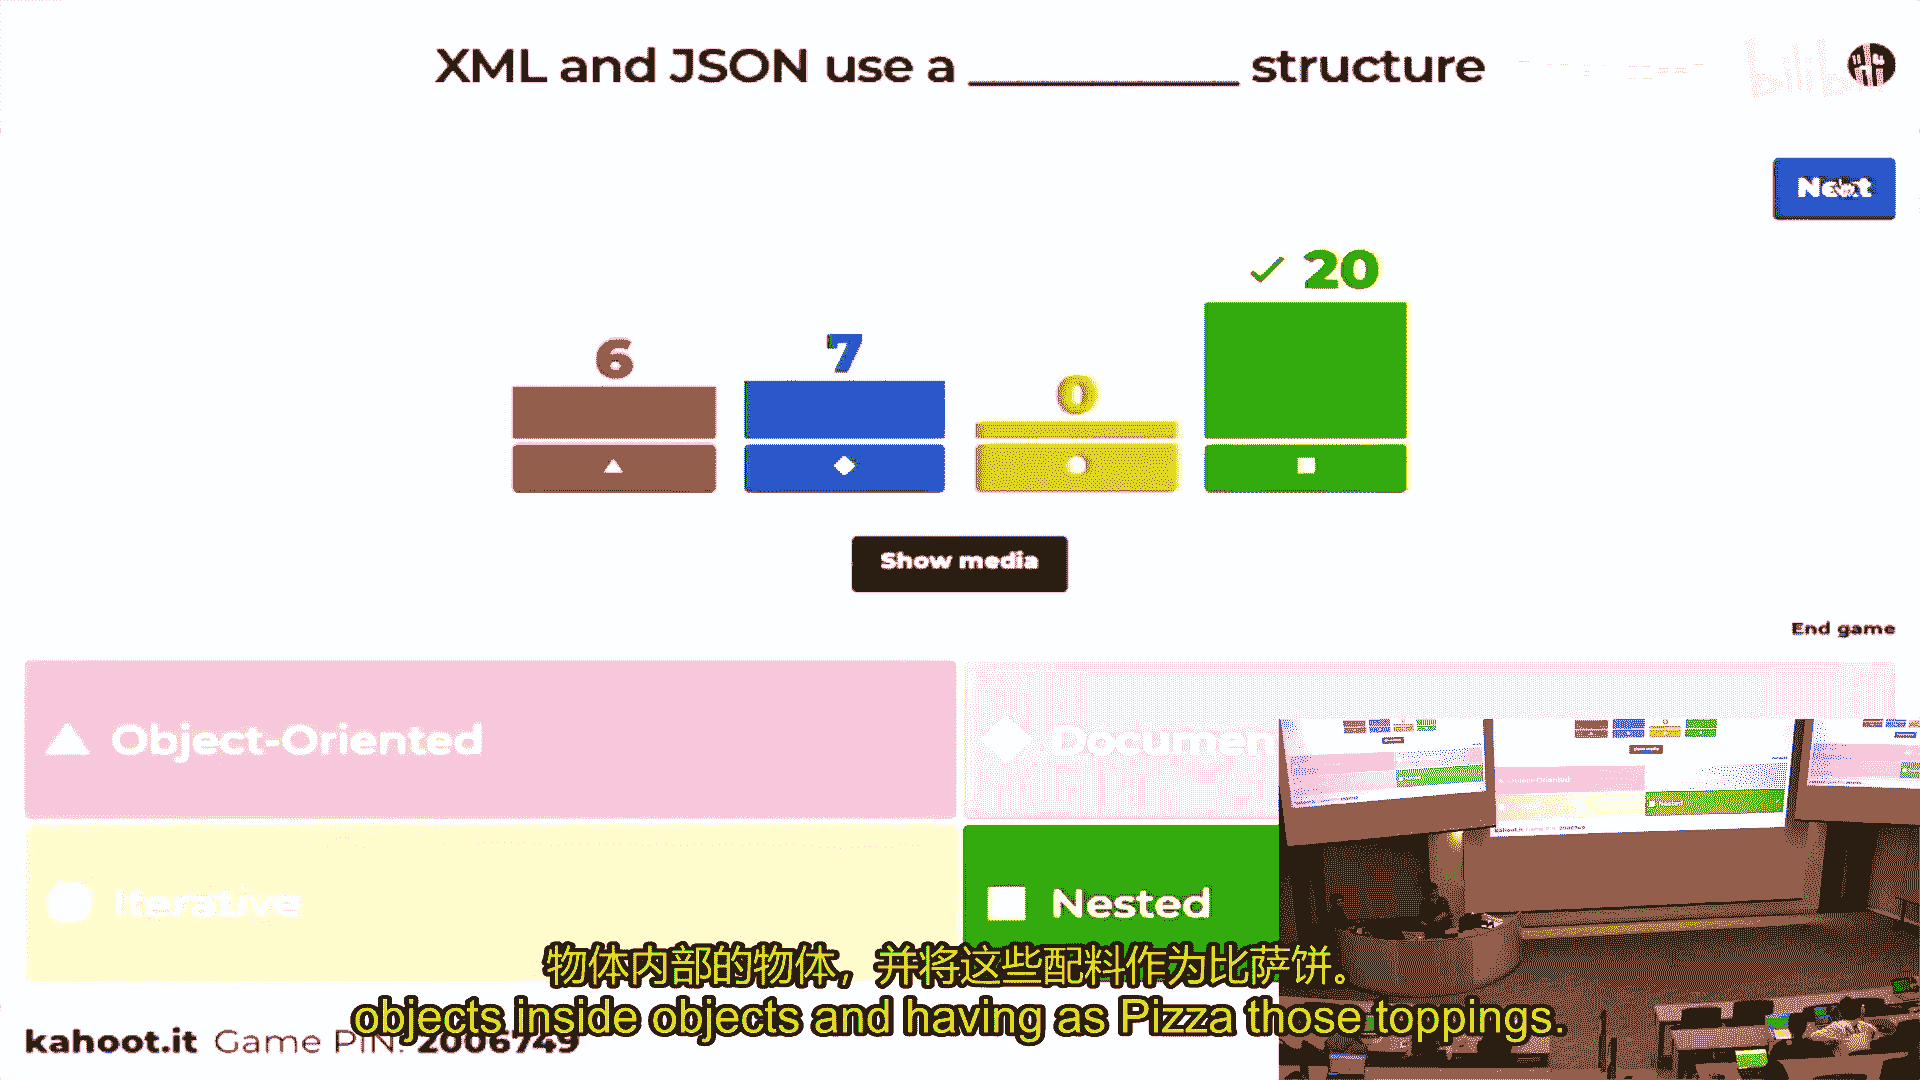 XML and JSON use a __________ structure
bilibili
Next
6
7
0
20
Show media
End game
Object-Oriented
Iterative
Nested
物体内部的物体，并将这些配料作为比萨饼。
objects inside objects and having as Pizza those toppings.
kahoot.it Game PIN: 2006749